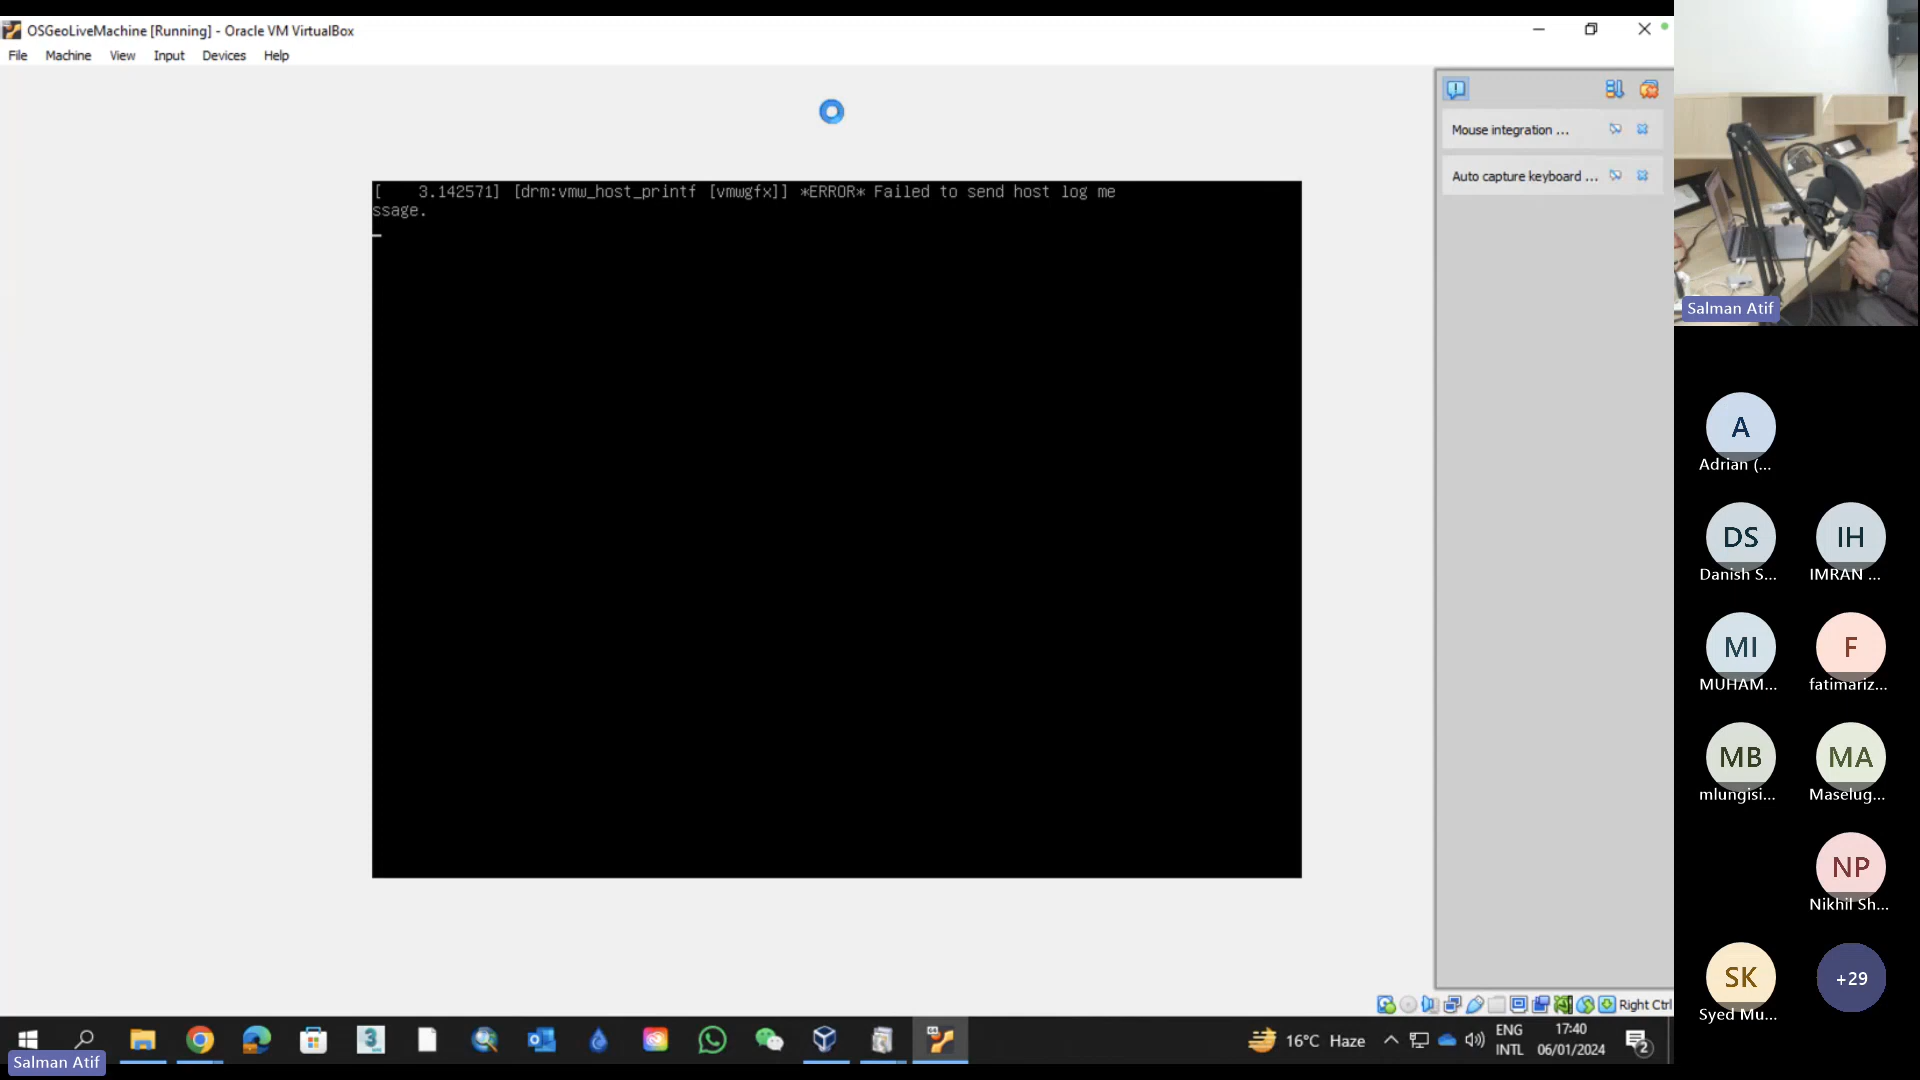 OSGeoLiveMachine [Running] - Oracle VM VirtualBox
File Machine View Input Devices Help
Mouse integration ...
Auto capture keyboard ...
[    3.142571] [drm:vmw_host_printf [vmwgfx]] *ERROR* Failed to send host log me
ssage.
Right Ctrl
Salman Atif
A
Adrian (...
DS
Danish S...
IH
IMRAN ...
MI
MUHAM...
F
fatimariz...
MB
mlungisi...
MA
Maselug...
NP
Nikhil Sh...
SK
Syed Mu...
+29
3
16°C Haze
ENG
INTL
17:40
06/01/2024
2
Salman Atif